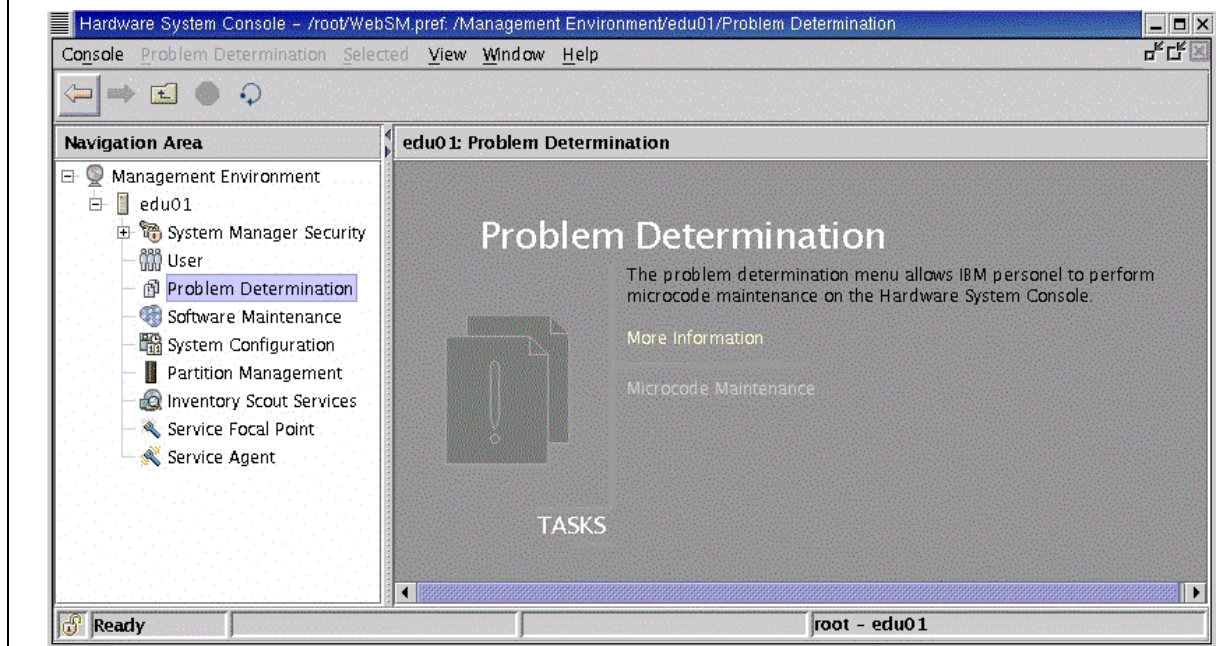 Hardware System Console - /root/WebSM.pref: /Management Environment/edu01/Problem Determination
Console Problem Determination Selected View Window Help
Navigation Area
edu01: Problem Determination
Management Environment
edu01
System Manager Security
User
Problem Determination
Software Maintenance
System Configuration
Partition Management
Inventory Scout Services
Service Focal Point
Service Agent
Problem Determination
The problem determination menu allows IBM personel to perform
microcode maintenance on the Hardware System Console.
More Information
Microcode Maintenance
TASKS
Ready
root - edu01